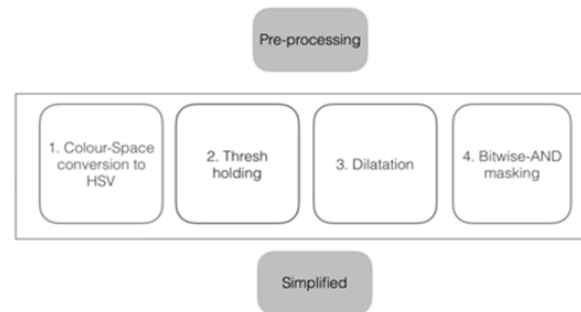 Pre-processing
1. Colour-Space
conversion to
HSV
2. Thresh
holding
3. Dilatation
4. Bitwise-AND
masking
Simplified